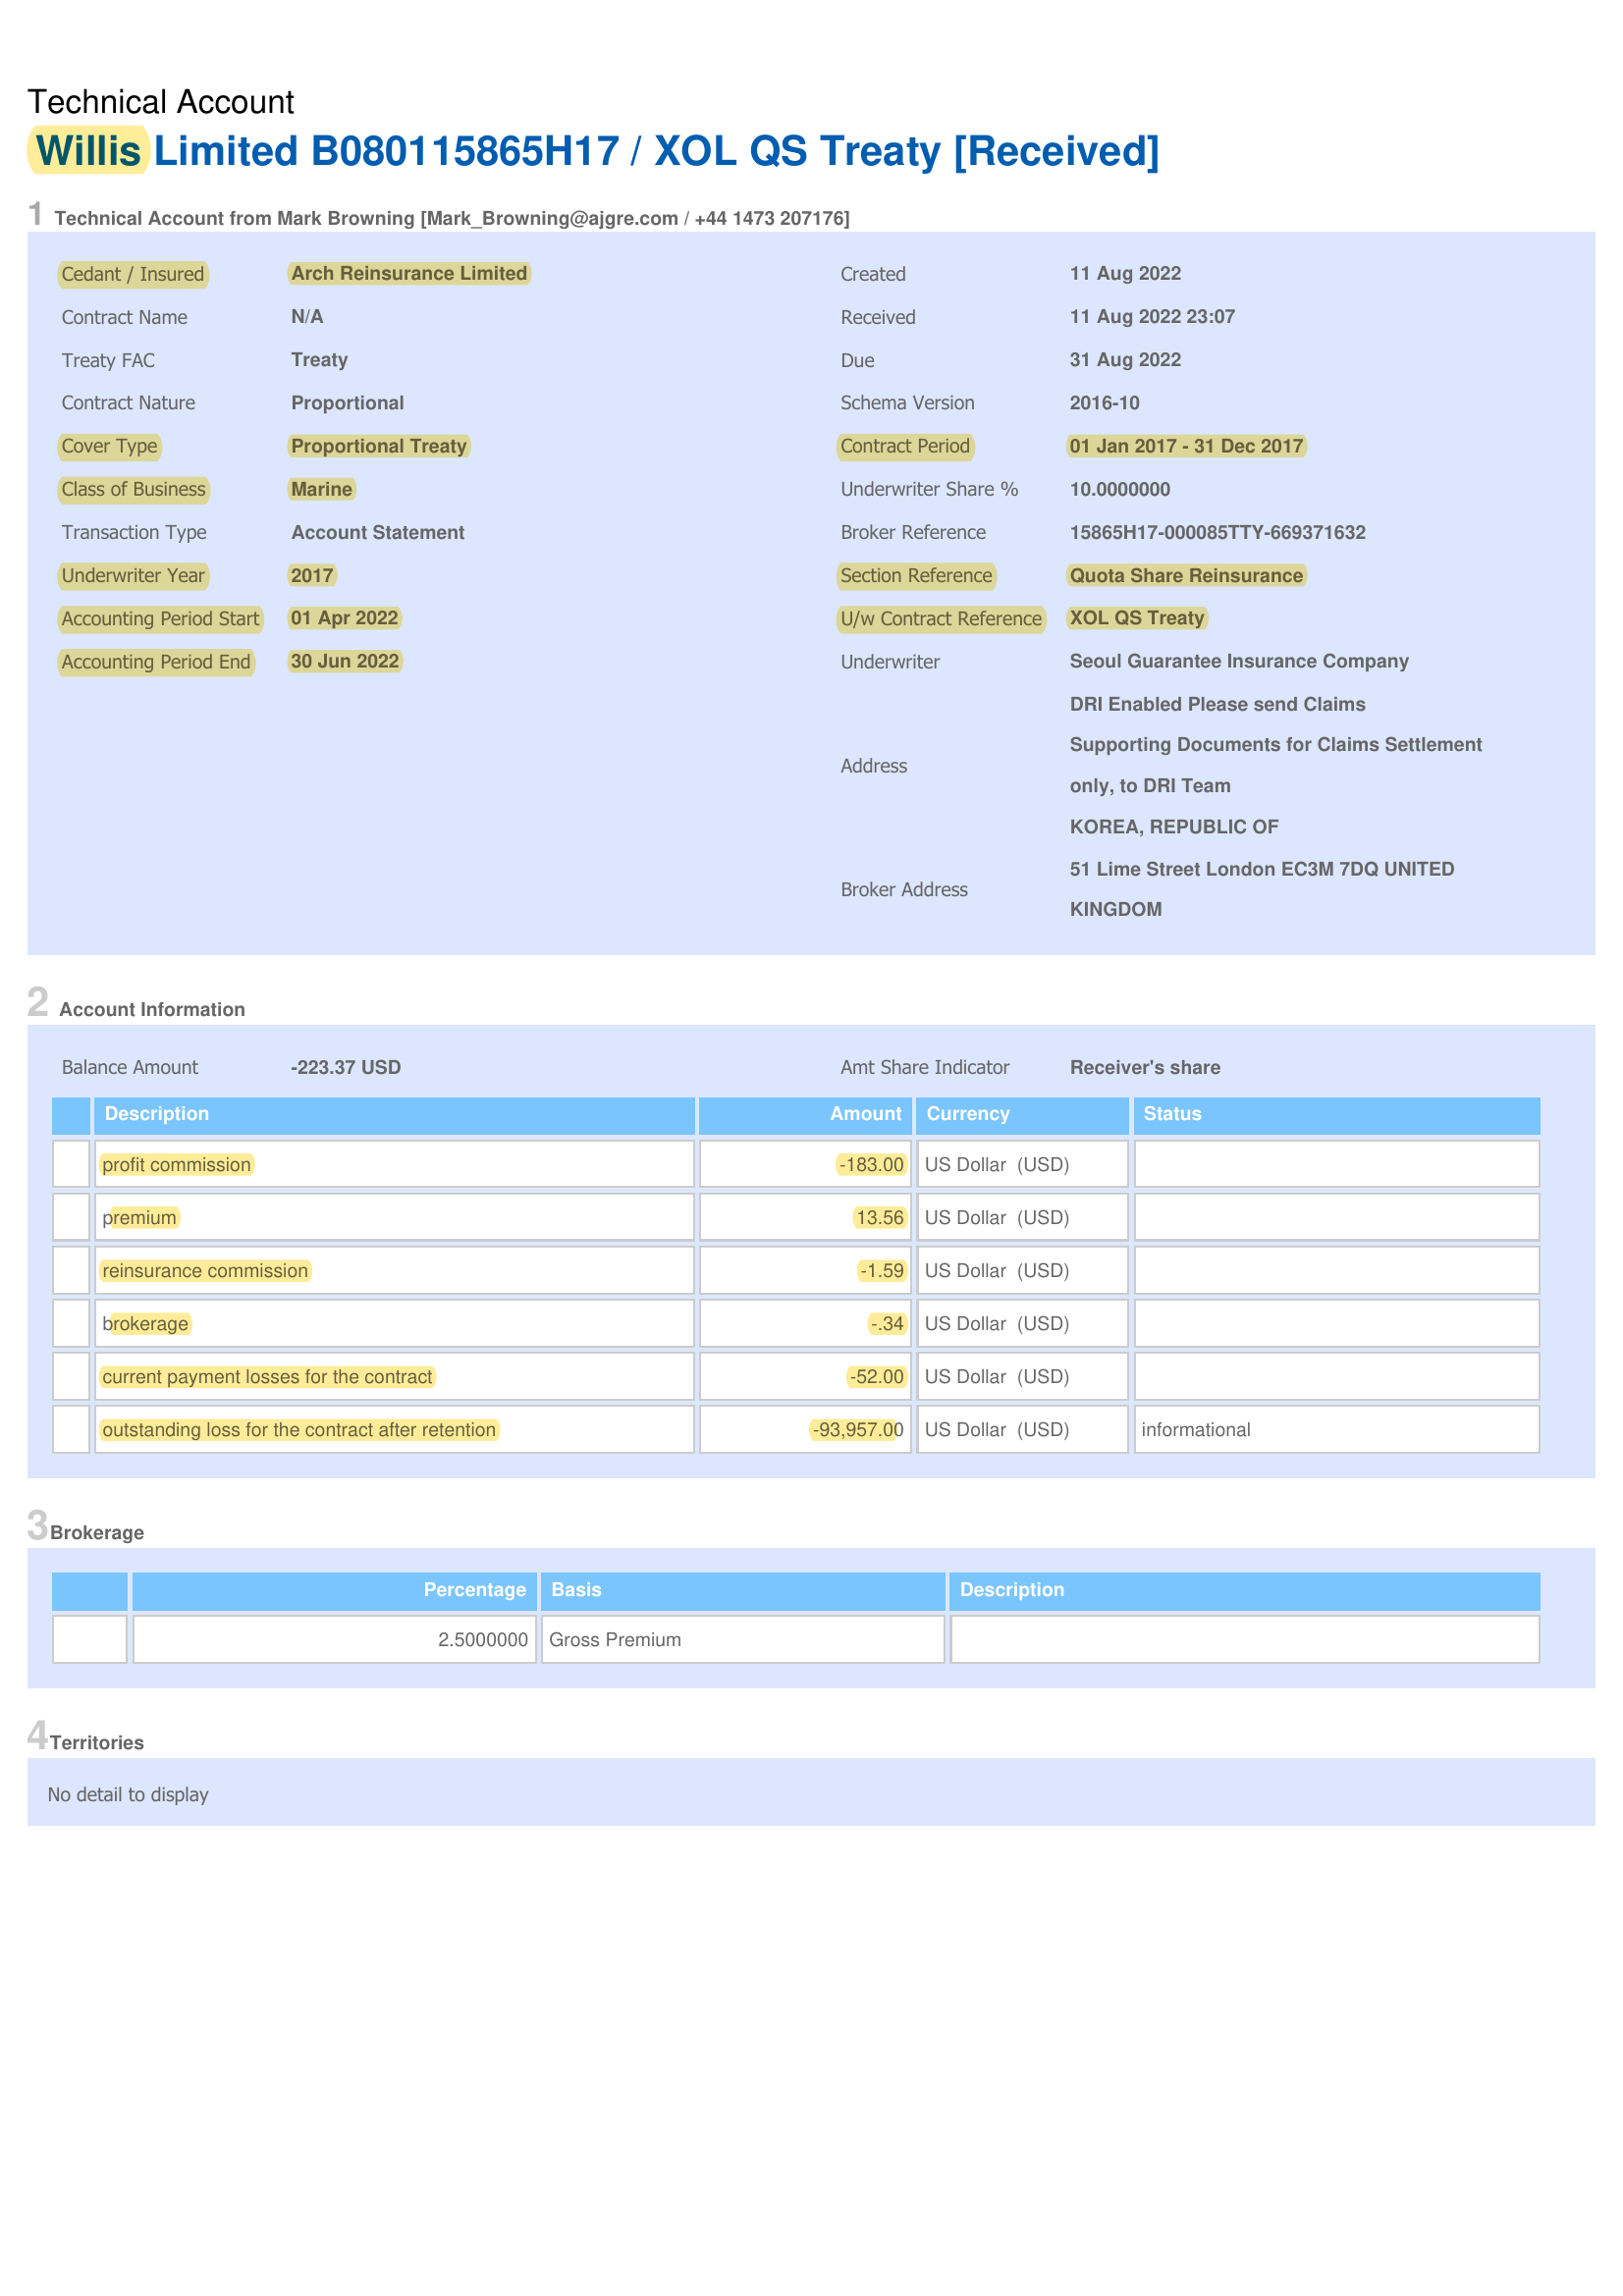 Technical Account
Willis Limited B080115865H17 / XOL QS Treaty [Received]
1 Technical Account from Mark Browning [Mark_Browning@ajgre.com / +44 1473 207176]
Cedant / Insured Arch Reinsurance Limited Created 11 Aug 2022
Contract Name N/A Received 11 Aug 2022 23:07
Treaty FAC Treaty Due 31 Aug 2022
Contract Nature Proportional Schema Version 2016-10
Cover Type Proportional Treaty Contract Period 01 Jan 2017 - 31 Dec 2017
Class of Business Marine Underwriter Share % 10.0000000
Transaction Type Account Statement Broker Reference 15865H17-000085TTY-669371632
Underwriter Year 2017 Section Reference Quota Share Reinsurance
Accounting Period Start 01 Apr 2022 U/w Contract Reference XOL QS Treaty
Accounting Period End 30 Jun 2022 Underwriter Seoul Guarantee Insurance Company
DRI Enabled Please send Claims
Supporting Documents for Claims Settlement
Address
only, to DRI Team
KOREA, REPUBLIC OF
51 Lime Street London EC3M 7DQ UNITED
Broker Address
KINGDOM
2 Account Information
Balance Amount -223.37 USD Amt Share Indicator Receiver's share
Description Amount Currency Status
profit commission -183.00 US Dollar (USD)
premium 13.56 US Dollar (USD)
reinsurance commission -1.59 US Dollar (USD)
brokerage -.34 US Dollar (USD)
current payment losses for the contract -52.00 US Dollar (USD)
outstanding loss for the contract after retention -93,957.00 US Dollar (USD) informational
3 Brokerage
Percentage Basis Description
2.5000000 Gross Premium
4 Territories
No detail to display